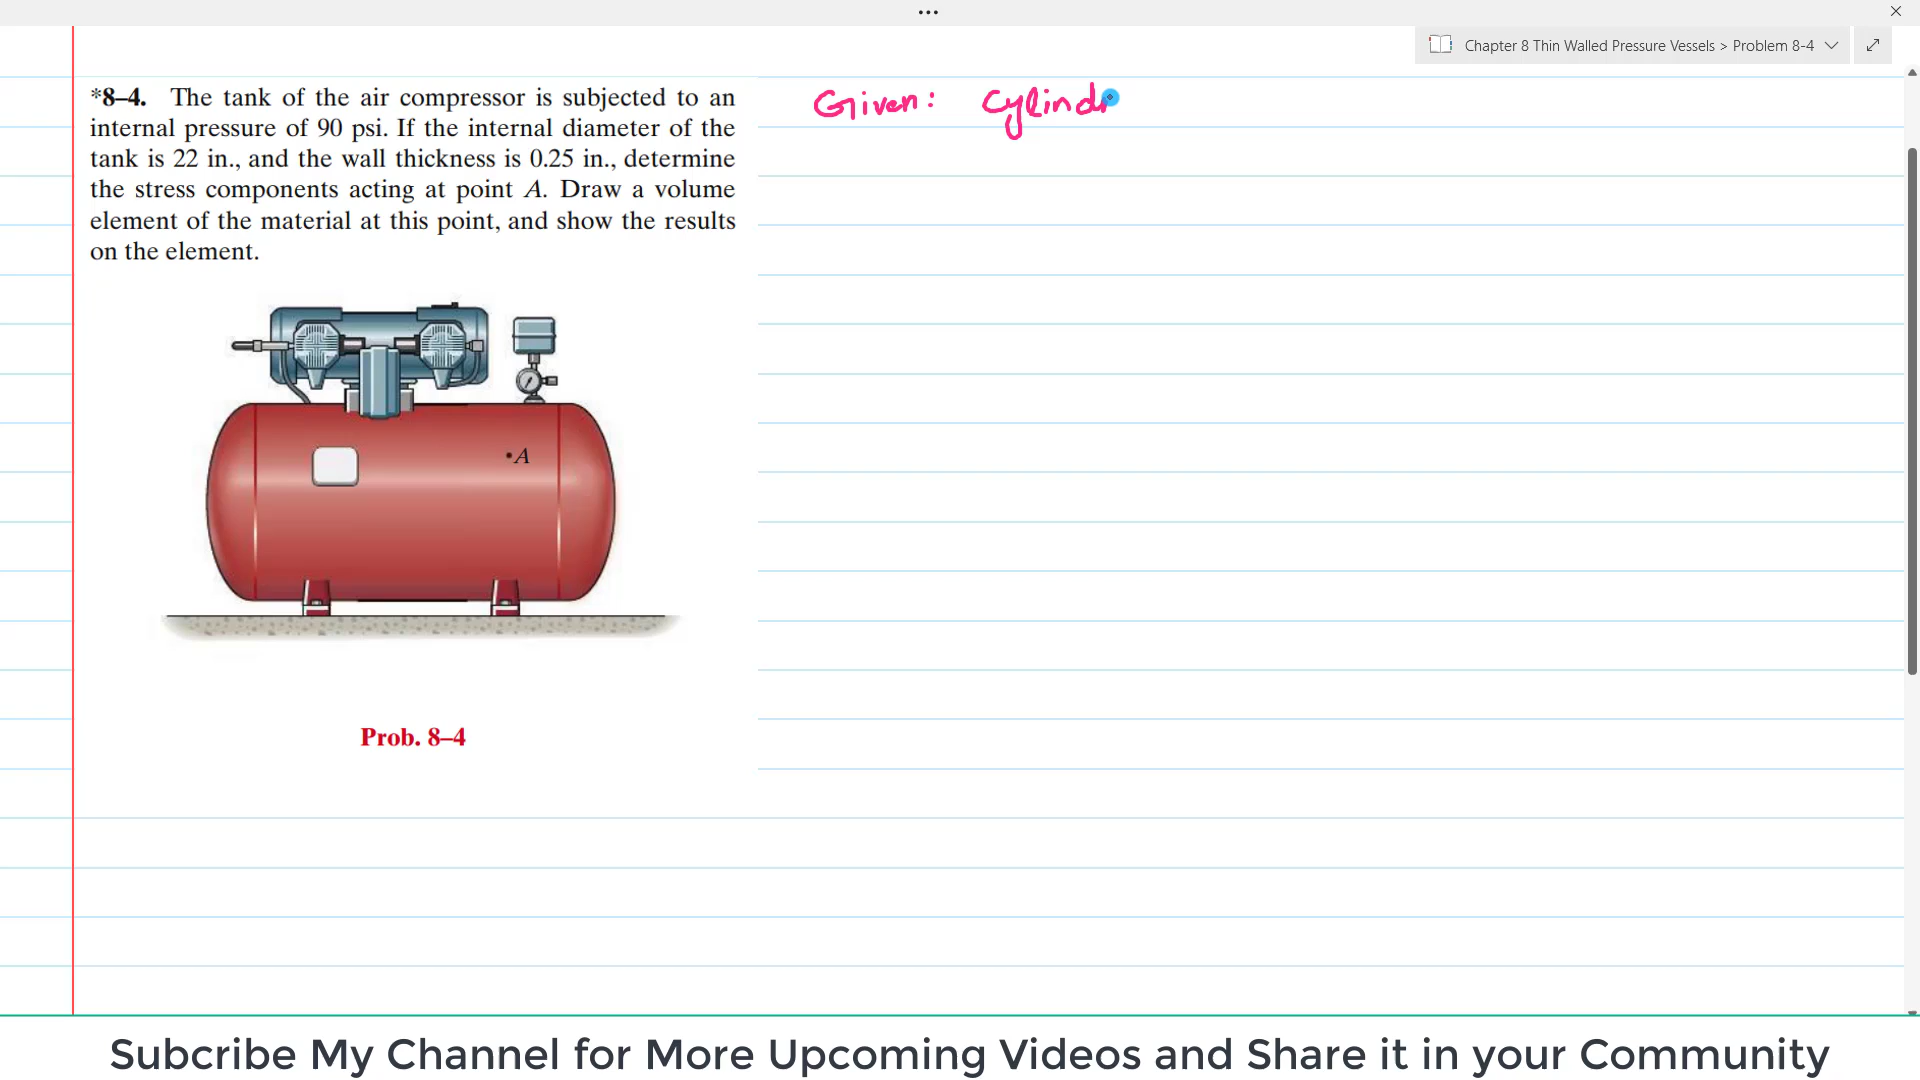 ...
Chapter 8 Thin Walled Pressure Vessels > Problem 8-4
*8–4. The tank of the air compressor is subjected to an
internal pressure of 90 psi. If the internal diameter of the
tank is 22 in., and the wall thickness is 0.25 in., determine
the stress components acting at point A. Draw a volume
element of the material at this point, and show the results
on the element.
Given: Cylindr
•A
Prob. 8–4
Subcribe My Channel for More Upcoming Videos and Share it in your Community